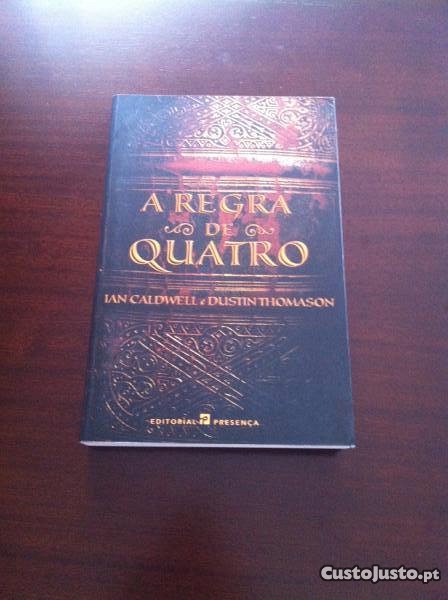 A REGRA
DE
QUATRO
IAN CALDWELL e DUSTIN THOMASON
EDITORIAL P PRESENÇA
CustoJusto.pt